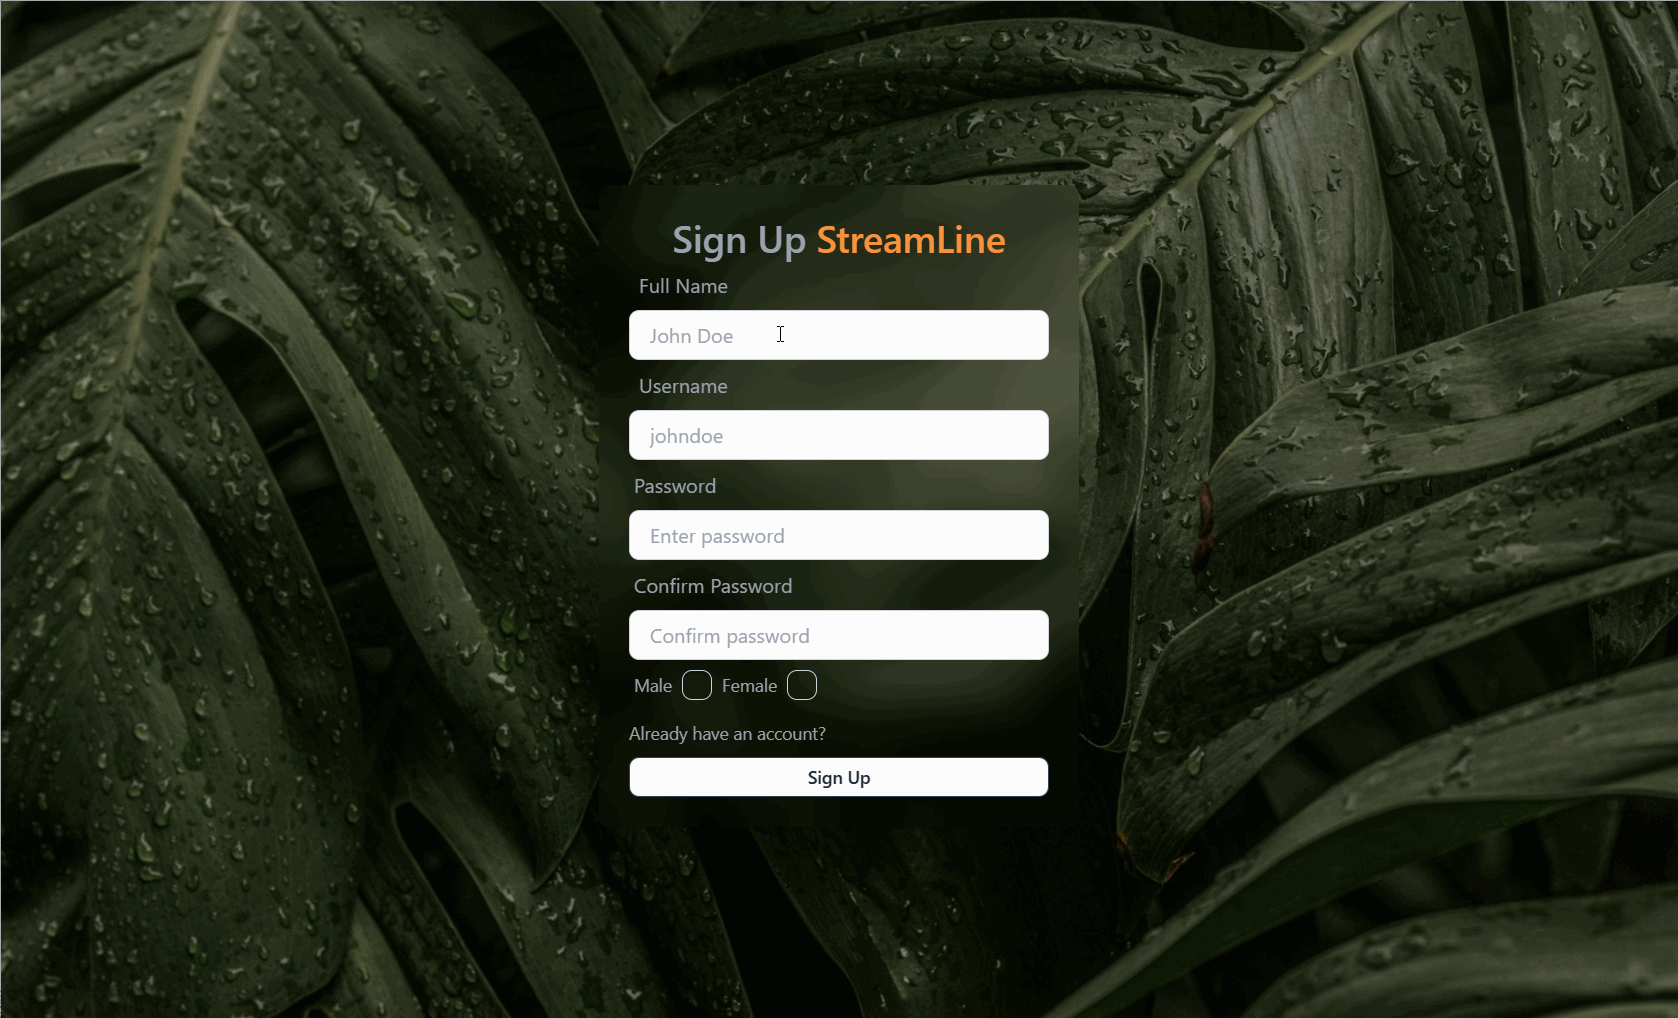 Sign Up StreamLine
Full Name
John Doe
Username
johndoe
Password
Enter password
Confirm Password
Confirm password
Male Female
Already have an account?
Sign Up